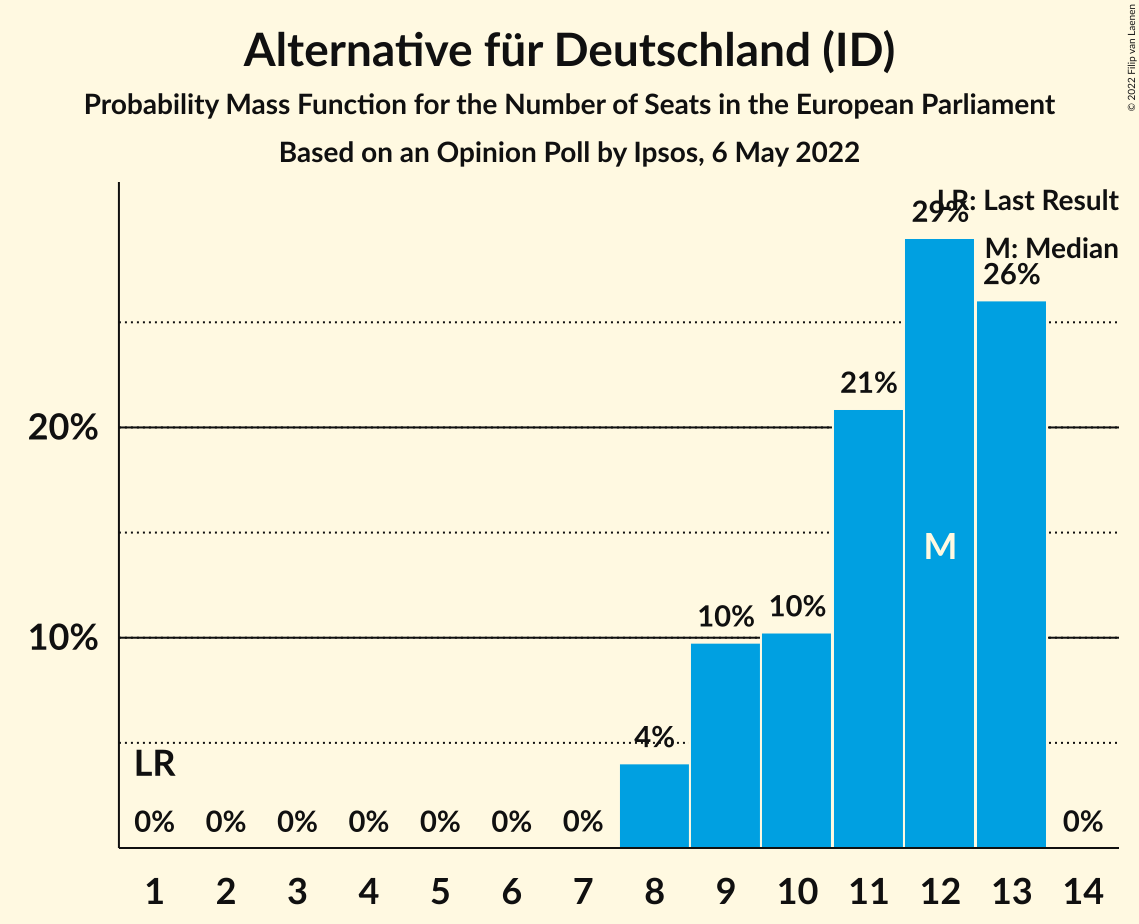 Alternative für Deutschland (ID)
Probability Mass Function for the Number of Seats in the European Parliament
Based on an Opinion Poll by Ipsos, 6 May 2022
© 2022 Filip van Laenen
LR: Last Result
M: Median
29%
26%
21%
20%
M
10%
10%
10%
4%
LR
0% 0% 0% 0% 0% 0% 0% 0%
1 2 3 4 5 6 7 8 9 10 11 12 13 14